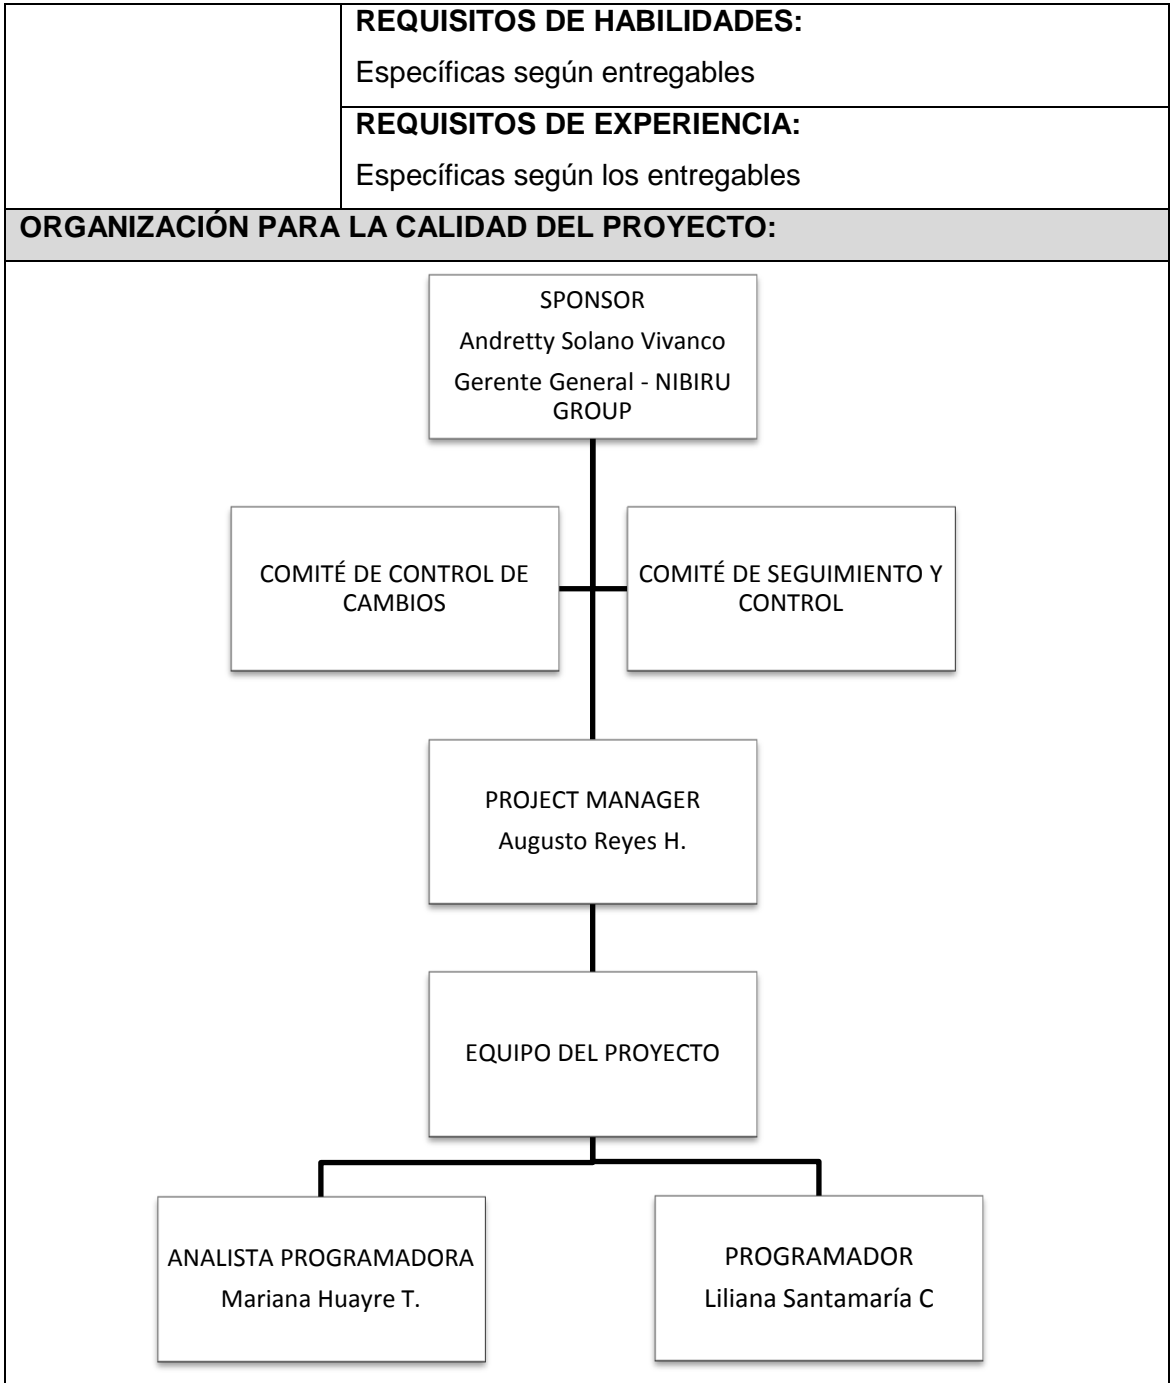 REQUISITOS DE HABILIDADES:
Específicas según entregables
REQUISITOS DE EXPERIENCIA:
Específicas según los entregables
ORGANIZACIÓN PARA LA CALIDAD DEL PROYECTO:
SPONSOR
Andretty Solano Vivanco
Gerente General - NIBIRU
GROUP
COMITÉ DE CONTROL DE
CAMBIOS
COMITÉ DE SEGUIMIENTO Y
CONTROL
PROJECT MANAGER
Augusto Reyes H.
EQUIPO DEL PROYECTO
ANALISTA PROGRAMADORA
Mariana Huayre T.
PROGRAMADOR
Liliana Santamaría C